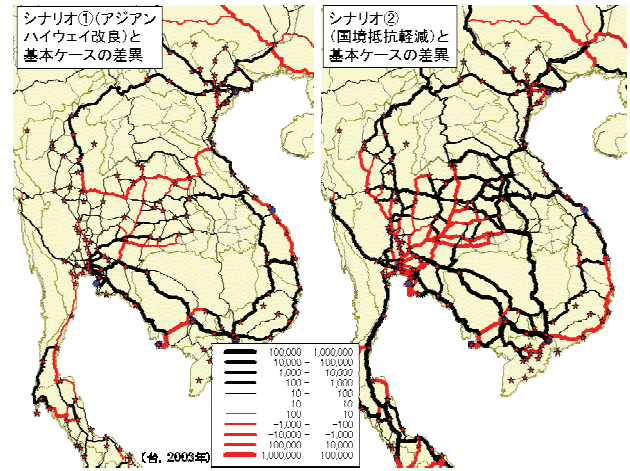 シナリオ①(アジアン
ハイウェイ改良)と
基本ケースの差異
シナリオ②
(国境抵抗軽減)と
基本ケースの差異
100,000 - 1,000,000
10,000 - 100,000
1,000 - 10,000
100 - 1,000
10 - 100
10 - 10
100 - 10
-1,000 - 100
-10,000 - -1,000
100,000 - 10,000
1,000,000 - 100,000
(台, 2003年)